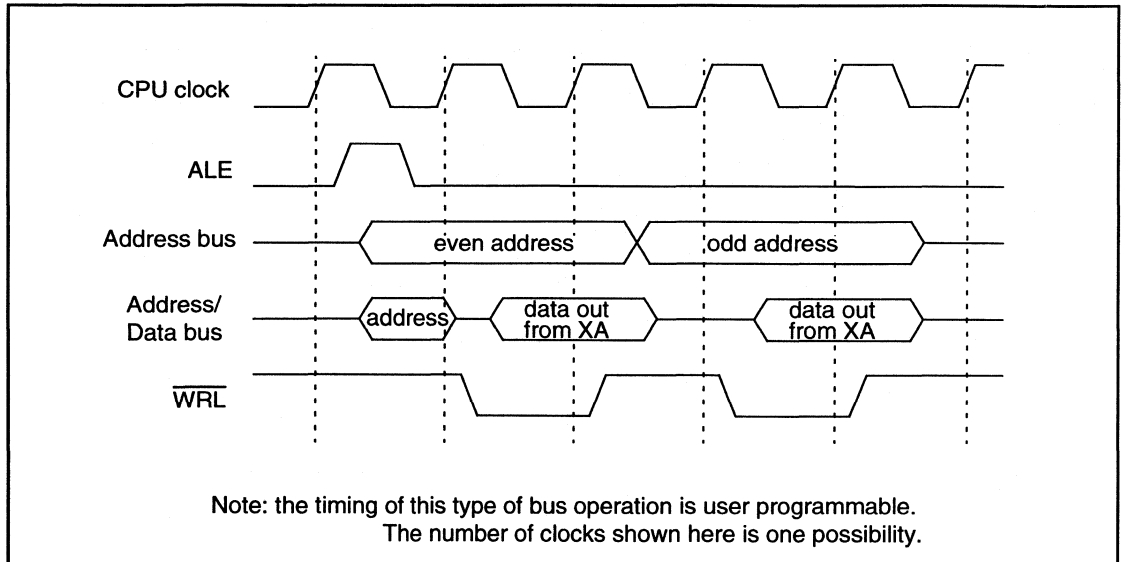 CPU clock
ALE
Address bus
even address
odd address
Address/
Data bus
address
data out
from XA
data out
from XA
WRL
Note: the timing of this type of bus operation is user programmable.
The number of clocks shown here is one possibility.